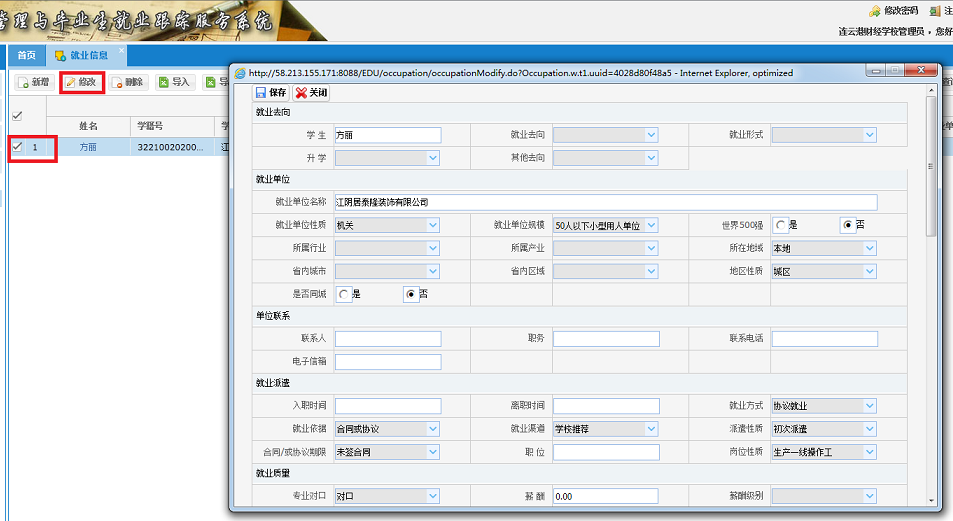 管理与毕业生就业跟踪服务系统
修改密码 注
连云港财经学校管理员，您好
首页 就业信息
新增 修改 删除 导入 导
姓名 学籍号 学
1 方丽 32210020200... 江
http://58.213.155.171:8088/EDU/occupation/occupationModify.do?Occupation.w.t1.uuid=4028d80f48a5 - Internet Explorer, optimized
保存 关闭
就业去向
学生 方丽 就业去向 就业形式
升学 其他去向
就业单位
就业单位名称 江阴居泰隆装饰有限公司
就业单位性质 机关 就业单位规模 50人以下小型用人单位 世界500强 是 否
所属行业 所属产业 所在地域 本地
省内城市 省内区域 地区性质 城区
是否同城 是 否
单位联系
联系人 职务 联系电话
电子信箱
就业派遣
入职时间 离职时间 就业方式 协议就业
就业依据 合同或协议 就业渠道 学校推荐 派遣性质 初次派遣
合同/或协议期限 未签合同 职位 岗位性质 生产一线操作工
就业质量
专业对口 对口 薪酬 0.00 薪酬级别